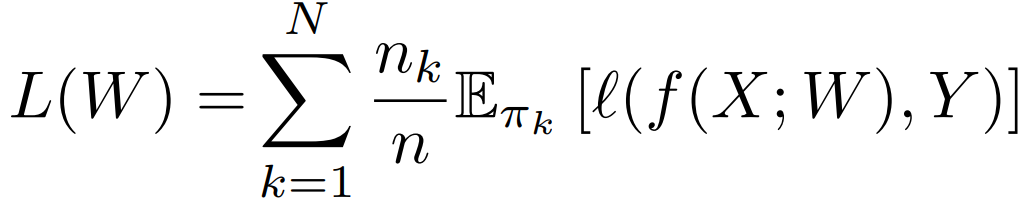 L(W) = \sum_{k=1}^{N} \frac{n_k}{n} \mathbb{E}_{\pi_k} [\ell(f(X; W), Y)]